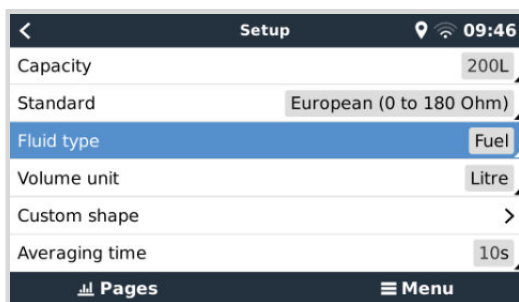 Setup 09:46
Capacity 200L
Standard European (0 to 180 Ohm)
Fluid type Fuel
Volume unit Litre
Custom shape
Averaging time 10s
Pages Menu